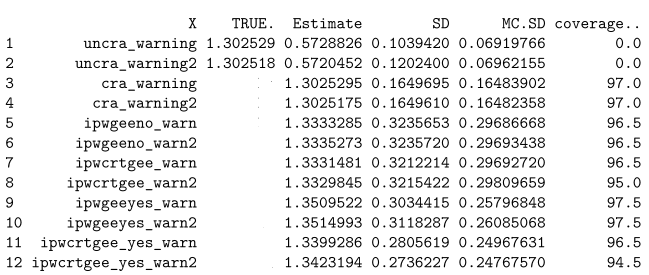 X TRUE. Estimate SD MC.SD coverage..
1 uncra_warning 1.302529 0.5728826 0.1039420 0.06919766 0.0
2 uncra_warning2 1.302518 0.5720452 0.1202400 0.06962155 0.0
3 cra_warning 1.3025295 0.1649695 0.16483902 97.0
4 cra_warning2 1.3025175 0.1649610 0.16482358 97.0
5 ipwgeeno_warn 1.3333285 0.3235653 0.29686668 96.5
6 ipwgeeno_warn2 1.3335273 0.3235720 0.29693438 96.5
7 ipwcrtgee_warn 1.3331481 0.3212214 0.29692720 96.5
8 ipwcrtgee_warn2 1.3329845 0.3215422 0.29809659 95.0
9 ipwgeeyes_warn 1.3509522 0.3034415 0.25796848 97.5
10 ipwgeeyes_warn2 1.3514993 0.3118287 0.26085068 97.5
11 ipwcrtgee_yes_warn 1.3399286 0.2805619 0.24967631 96.5
12 ipwcrtgee_yes_warn2 1.3423194 0.2736227 0.24767570 94.5